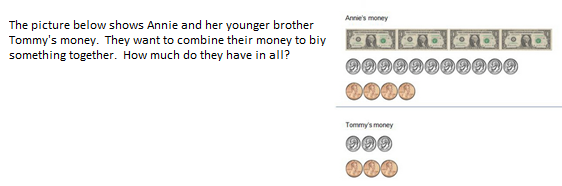 The picture below shows Annie and her younger brother
Tommy's money.  They want to combine their money to biy
something together.  How much do they have in all?
Annie's money
Tommy's money